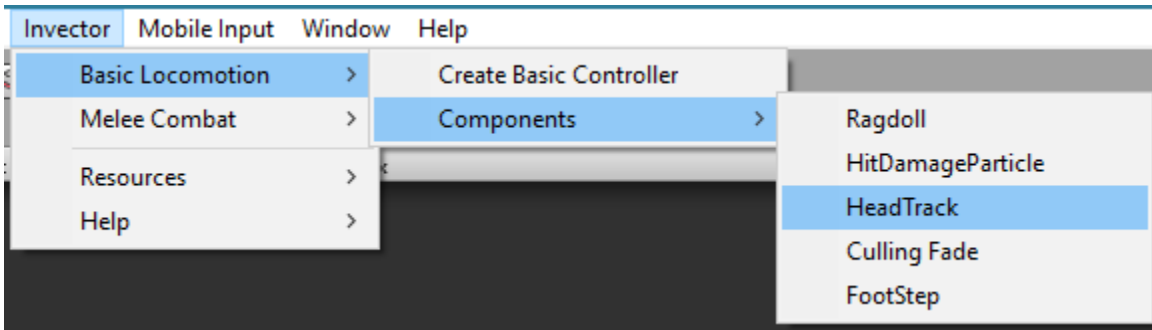 Invector Mobile Input Window Help
Basic Locomotion > Create Basic Controller
Melee Combat > Components > Ragdoll
Resources > HitDamageParticle
Help > HeadTrack
Culling Fade
FootStep